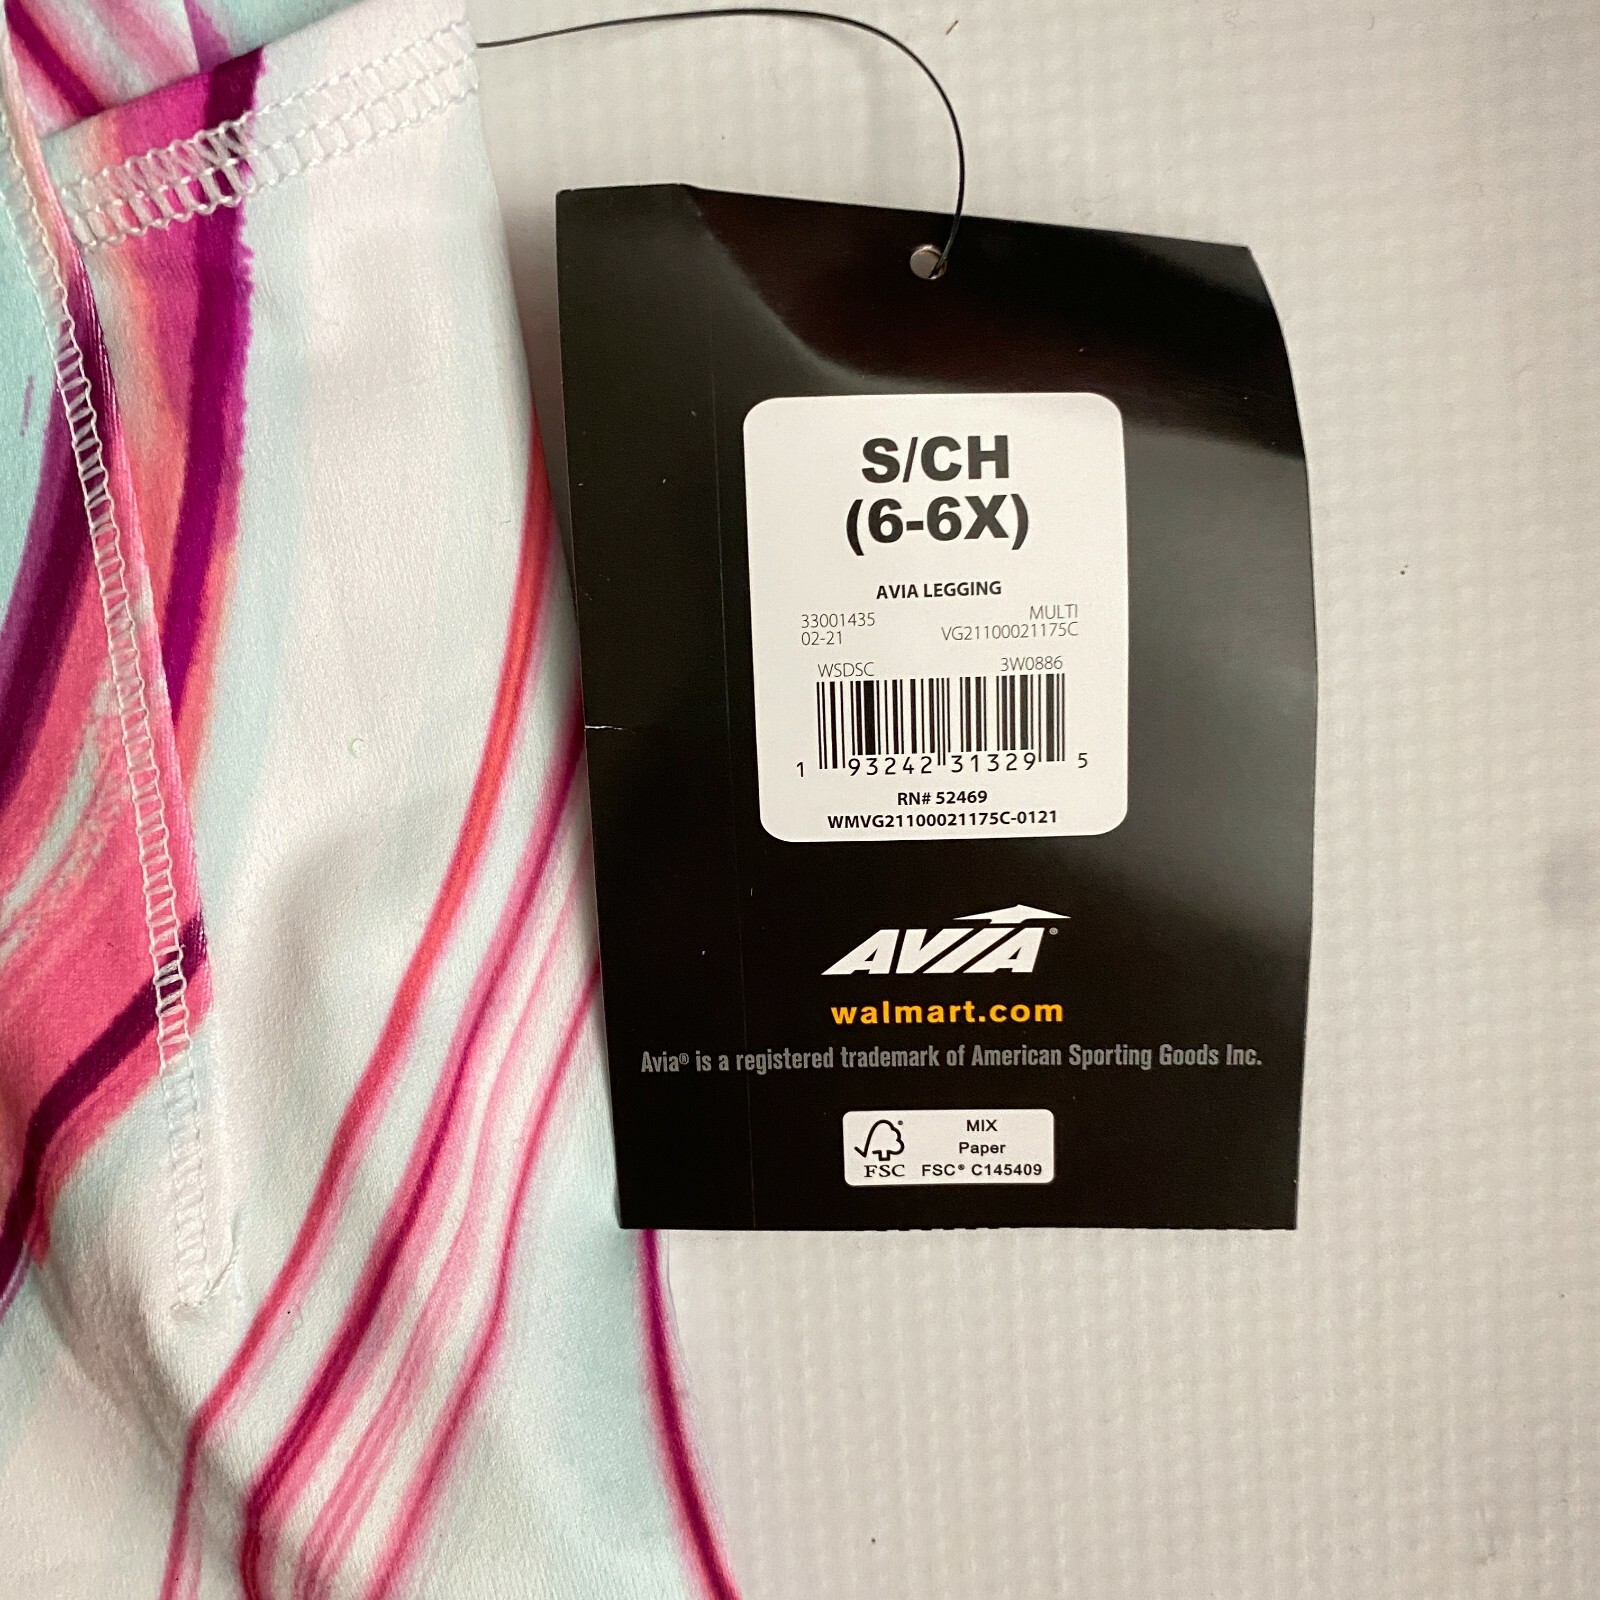 S/CH
(6-6X)
AVIA LEGGING
33001435 MULTI
02-21 VG21100021175C
WSDSC 3W0886
1 93242 31329 5
RN# 52469
WMVG21100021175C-0121
AVIA®
walmart.com
Avia® is a registered trademark of American Sporting Goods Inc.
MIX
Paper
FSC FSC® C145409